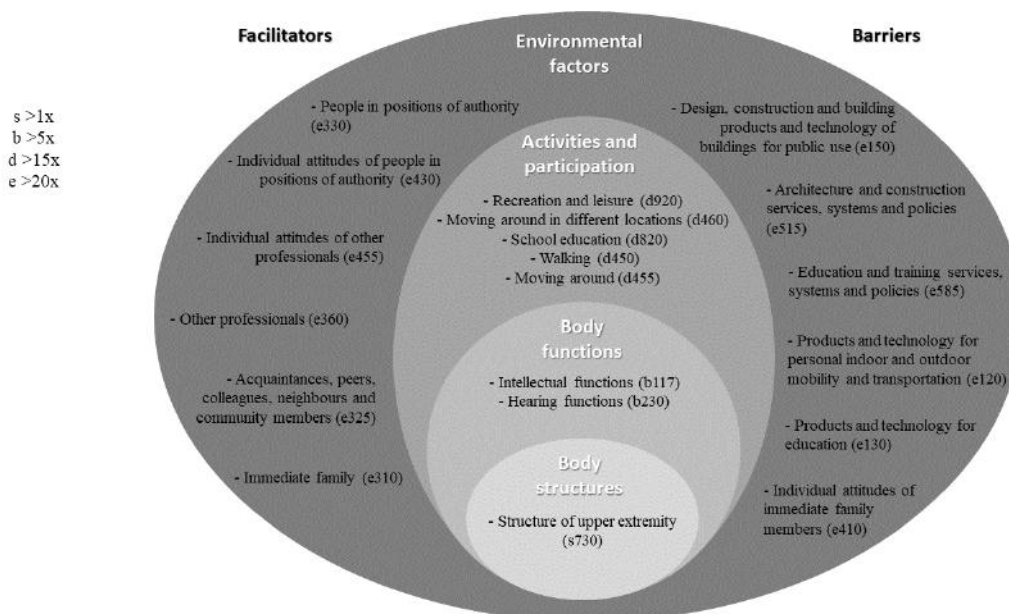 Facilitators
Environmental
factors
Barriers
s >1x
b >5x
d >15x
e >20x
- People in positions of authority
(e330)
- Individual attitudes of people in
positions of authority (e430)
- Individual attitudes of other
professionals (e455)
- Other professionals (e360)
- Acquaintances, peers,
colleagues, neighbours and
community members (e325)
- Immediate family (e310)
Activities and
participation
- Recreation and leisure (d920)
- Moving around in different locations (d460)
- School education (d820)
- Walking (d450)
- Moving around (d455)
Body
functions
- Intellectual functions (b117)
- Hearing functions (b230)
Body
structures
- Structure of upper extremity
(s730)
- Design, construction and building
products and technology of
buildings for public use (e150)
- Architecture and construction
services, systems and policies
(e515)
- Education and training services,
systems and policies (e585)
- Products and technology for
personal indoor and outdoor
mobility and transportation (e120)
- Products and technology for
education (e130)
- Individual attitudes of
immediate family
members (e410)